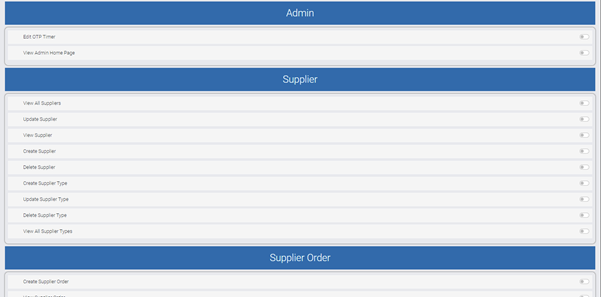 Admin
Edit OTP Timer
View Admin Home Page
Supplier
View All Suppliers
Update Supplier
View Supplier
Create Supplier
Delete Supplier
Create Supplier Type
Update Supplier Type
Delete Supplier Type
View All Supplier Types
Supplier Order
Create Supplier Order